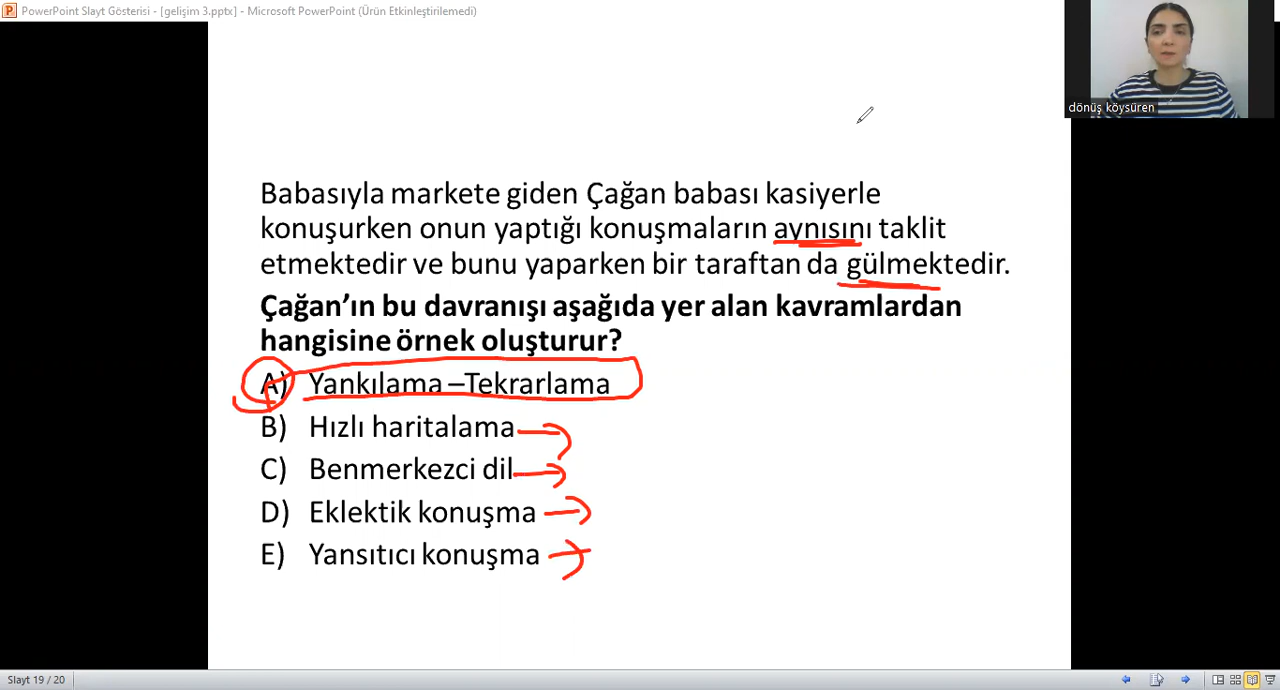 PowerPoint Slayt Gösterisi - [gelişim 3.pptx] - Microsoft PowerPoint (Ürün Etkinleştirilemedi)
dönüş köysüren
Babasıyla markete giden Çağan babası kasiyerle
konuşurken onun yaptığı konuşmaların aynısını taklit
etmektedir ve bunu yaparken bir taraftan da gülmektedir.
Çağan’ın bu davranışı aşağıda yer alan kavramlardan
hangisine örnek oluşturur?
A) Yankılama –Tekrarlama
B) Hızlı haritalama
C) Benmerkezci dil
D) Eklektik konuşma
E) Yansıtıcı konuşma
Slayt 19 / 20